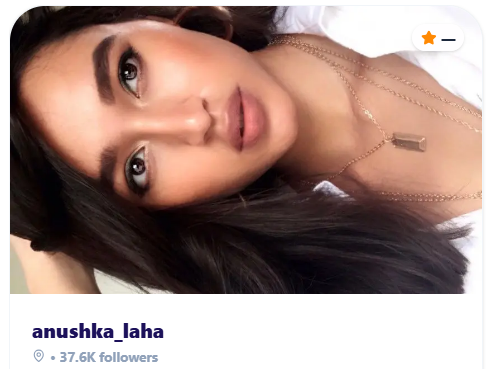 —
anushka_laha
• 37.6K followers